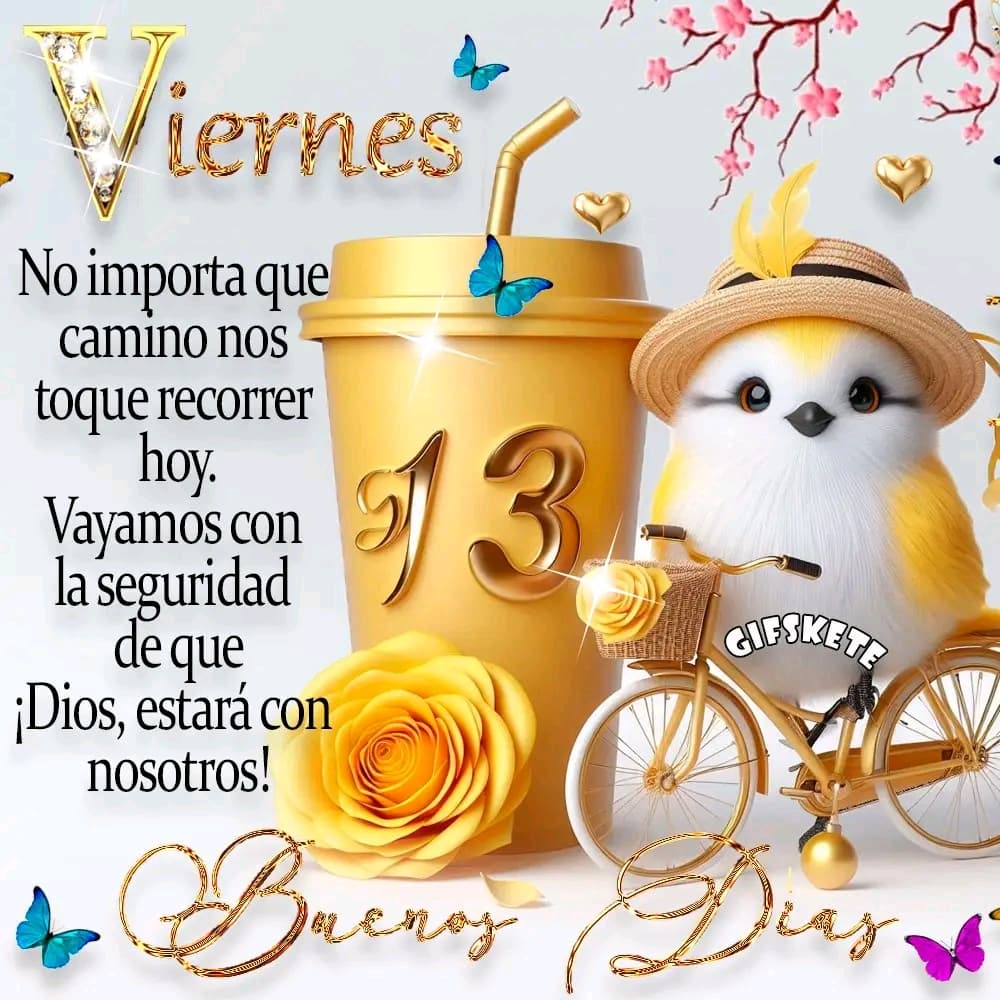 Viernes
No importa que
camino nos
toque recorrer
hoy.
Vayamos con
la seguridad
de que
¡Dios, estará con
nosotros!
13
GIFSKETE
Buenos Días